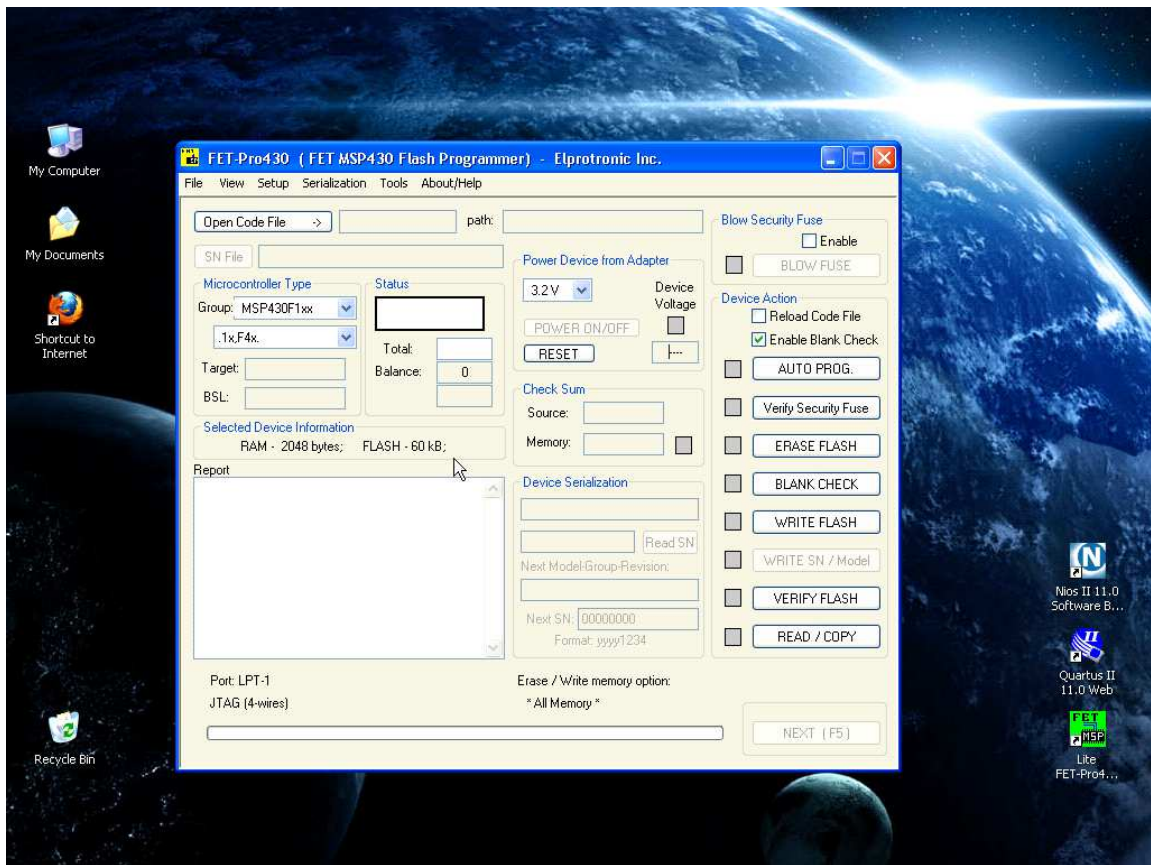 My Computer
My Documents
Shortcut to
Internet
Recycle Bin
FET-Pro430 ( FET MSP430 Flash Programmer) - Elprotronic Inc.
File View Setup Serialization Tools About/Help
Open Code File -> path:
SN File
Microcontroller Type
Group: MSP430F1xx
.1x,F4x.
Target:
BSL:
Status
Total:
Balance: 0
Selected Device Information
RAM - 2048 bytes; FLASH - 60 kB;
Report
Power Device from Adapter
3.2 V
Device
Voltage
POWER ON/OFF
RESET
|---
Check Sum
Source:
Memory:
Device Serialization
Read SN
Next Model-Group-Revision:
Next SN: 00000000
Format: yyyy1234
Blow Security Fuse
Enable
BLOW FUSE
Device Action
Reload Code File
Enable Blank Check
AUTO PROG.
Verify Security Fuse
ERASE FLASH
BLANK CHECK
WRITE FLASH
WRITE SN / Model
VERIFY FLASH
READ / COPY
Port: LPT-1
JTAG (4-wires)
Erase / Write memory option:
* All Memory *
NEXT ( F5 )
N
Nios II 11.0
Software B...
II
Quartus II
11.0 Web
FET
MSP
Lite
FET-Pro4...